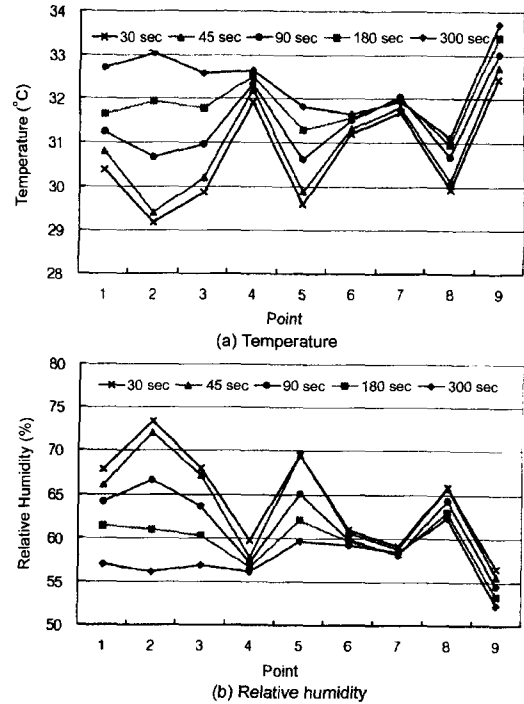 34
33
32
31
30
29
28
Temperature (°C)
30 sec 45 sec 90 sec 180 sec 300 sec
1 2 3 4 5 6 7 8 9
Point
(a) Temperature
80
75
70
65
60
55
50
Relative Humidity (%)
30 sec 45 sec 90 sec 180 sec 300 sec
1 2 3 4 5 6 7 8 9
Point
(b) Relative humidity